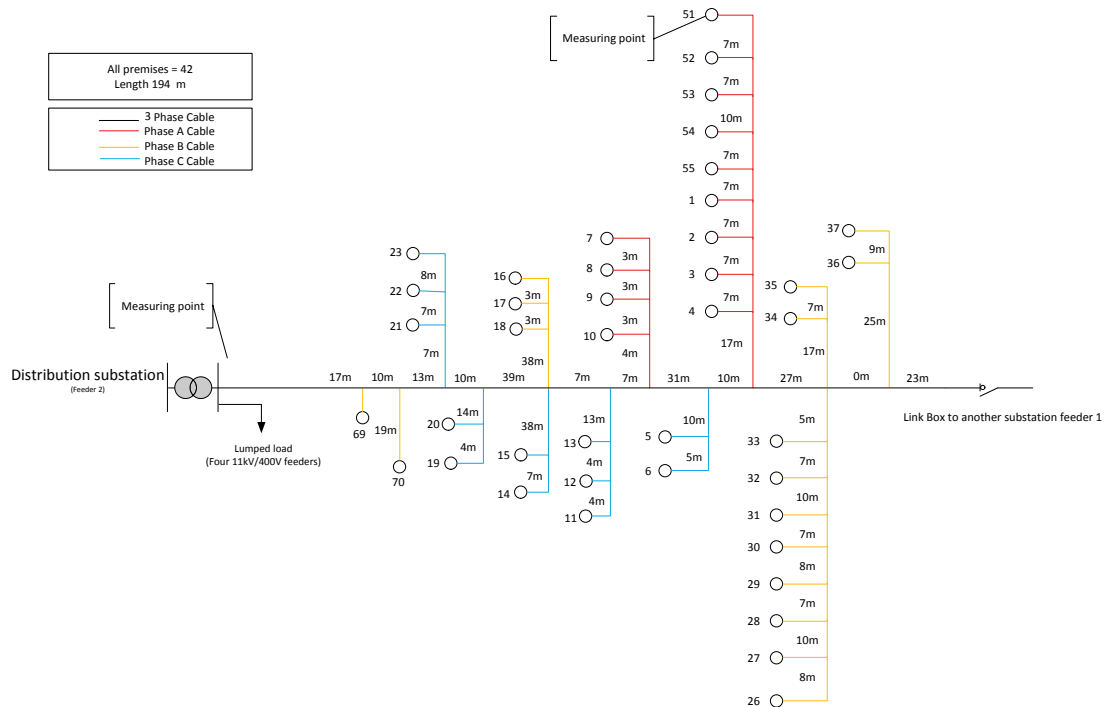 51
Measuring point
7m
52
7m
53
10m
54
7m
55
7m
1
7m
2
7m
3
7m
4
17m
All premises = 42
Length 194 m
3 Phase Cable
Phase A Cable
Phase B Cable
Phase C Cable
7
3m
8
3m
9
3m
10
4m
37
9m
36
25m
23
8m
22
7m
21
7m
16
3m
17
3m
18
38m
35
7m
34
17m
Measuring point
Distribution substation
(Feeder 2)
17m 10m 13m 10m 39m 7m 7m 31m 10m 27m 0m 23m
Link Box to another substation feeder 1
Lumped load
(Four 11kV/400V feeders)
69
19m
70
14m
20
4m
19
38m
15
7m
14
13m
13
4m
12
4m
11
10m
5
5m
6
5m
33
7m
32
10m
31
7m
30
8m
29
7m
28
10m
27
8m
26